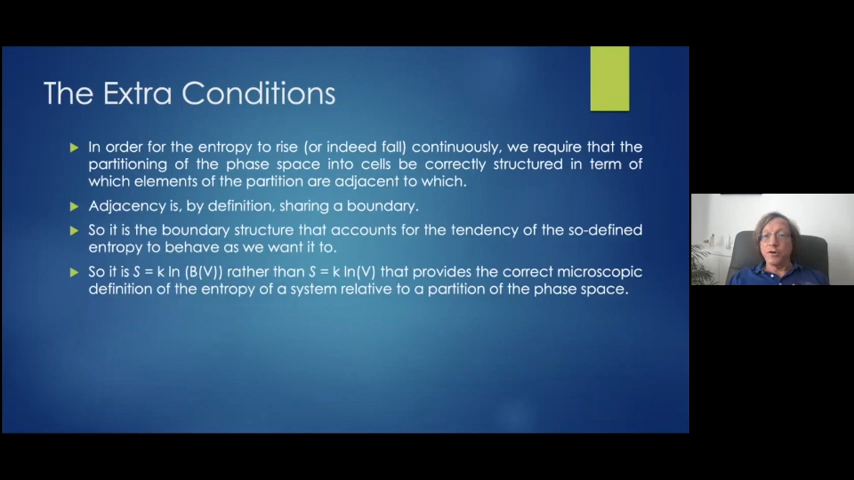 The Extra Conditions
In order for the entropy to rise (or indeed fall) continuously, we require that the
partitioning of the phase space into cells be correctly structured in term of
which elements of the partition are adjacent to which.
Adjacency is, by definition, sharing a boundary.
So it is the boundary structure that accounts for the tendency of the so-defined
entropy to behave as we want it to.
So it is S = k ln (B(V)) rather than S = k ln(V) that provides the correct microscopic
definition of the entropy of a system relative to a partition of the phase space.